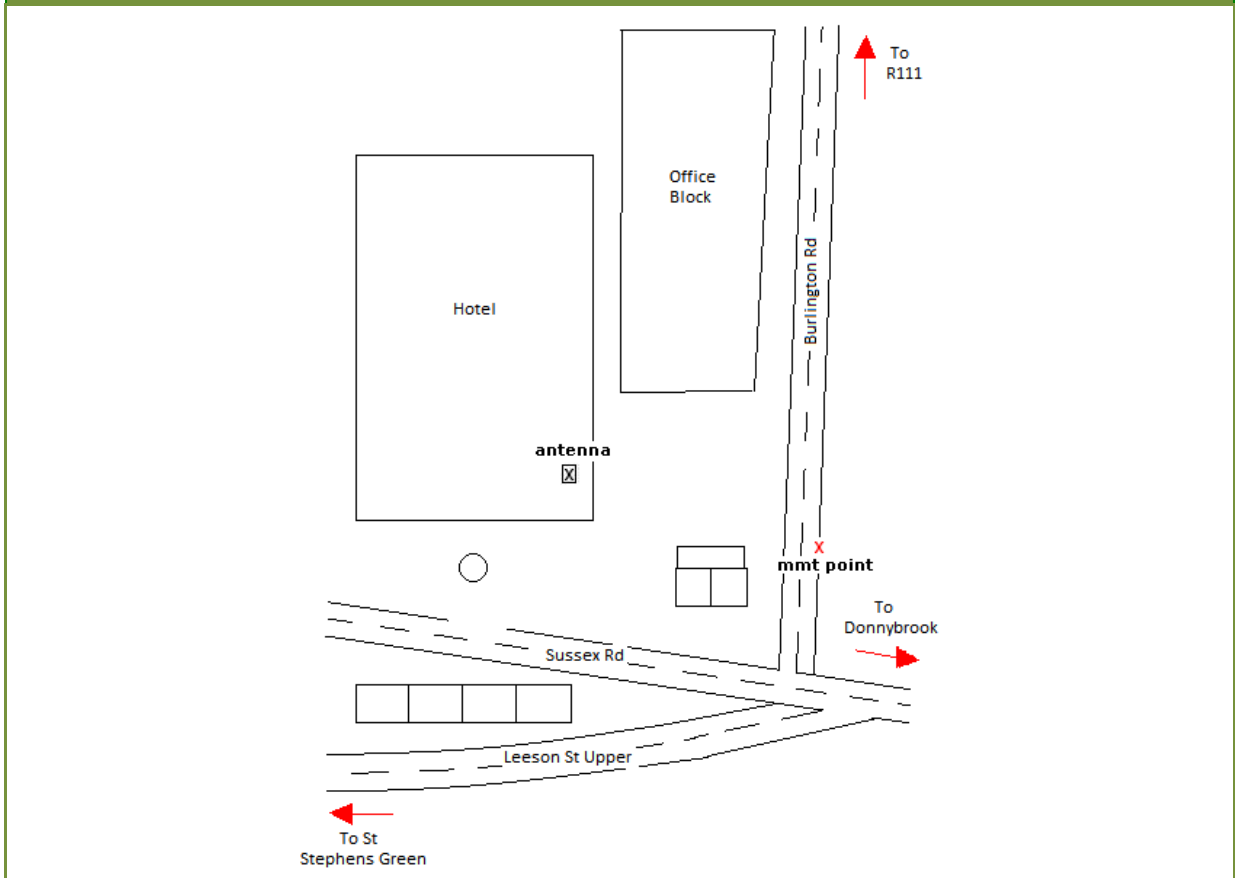 To
R111
Office
Block
Burlington Rd
Hotel
antenna
X
X
mmt point
To
Donnybrook
Sussex Rd
Leeson St Upper
To St
Stephens Green